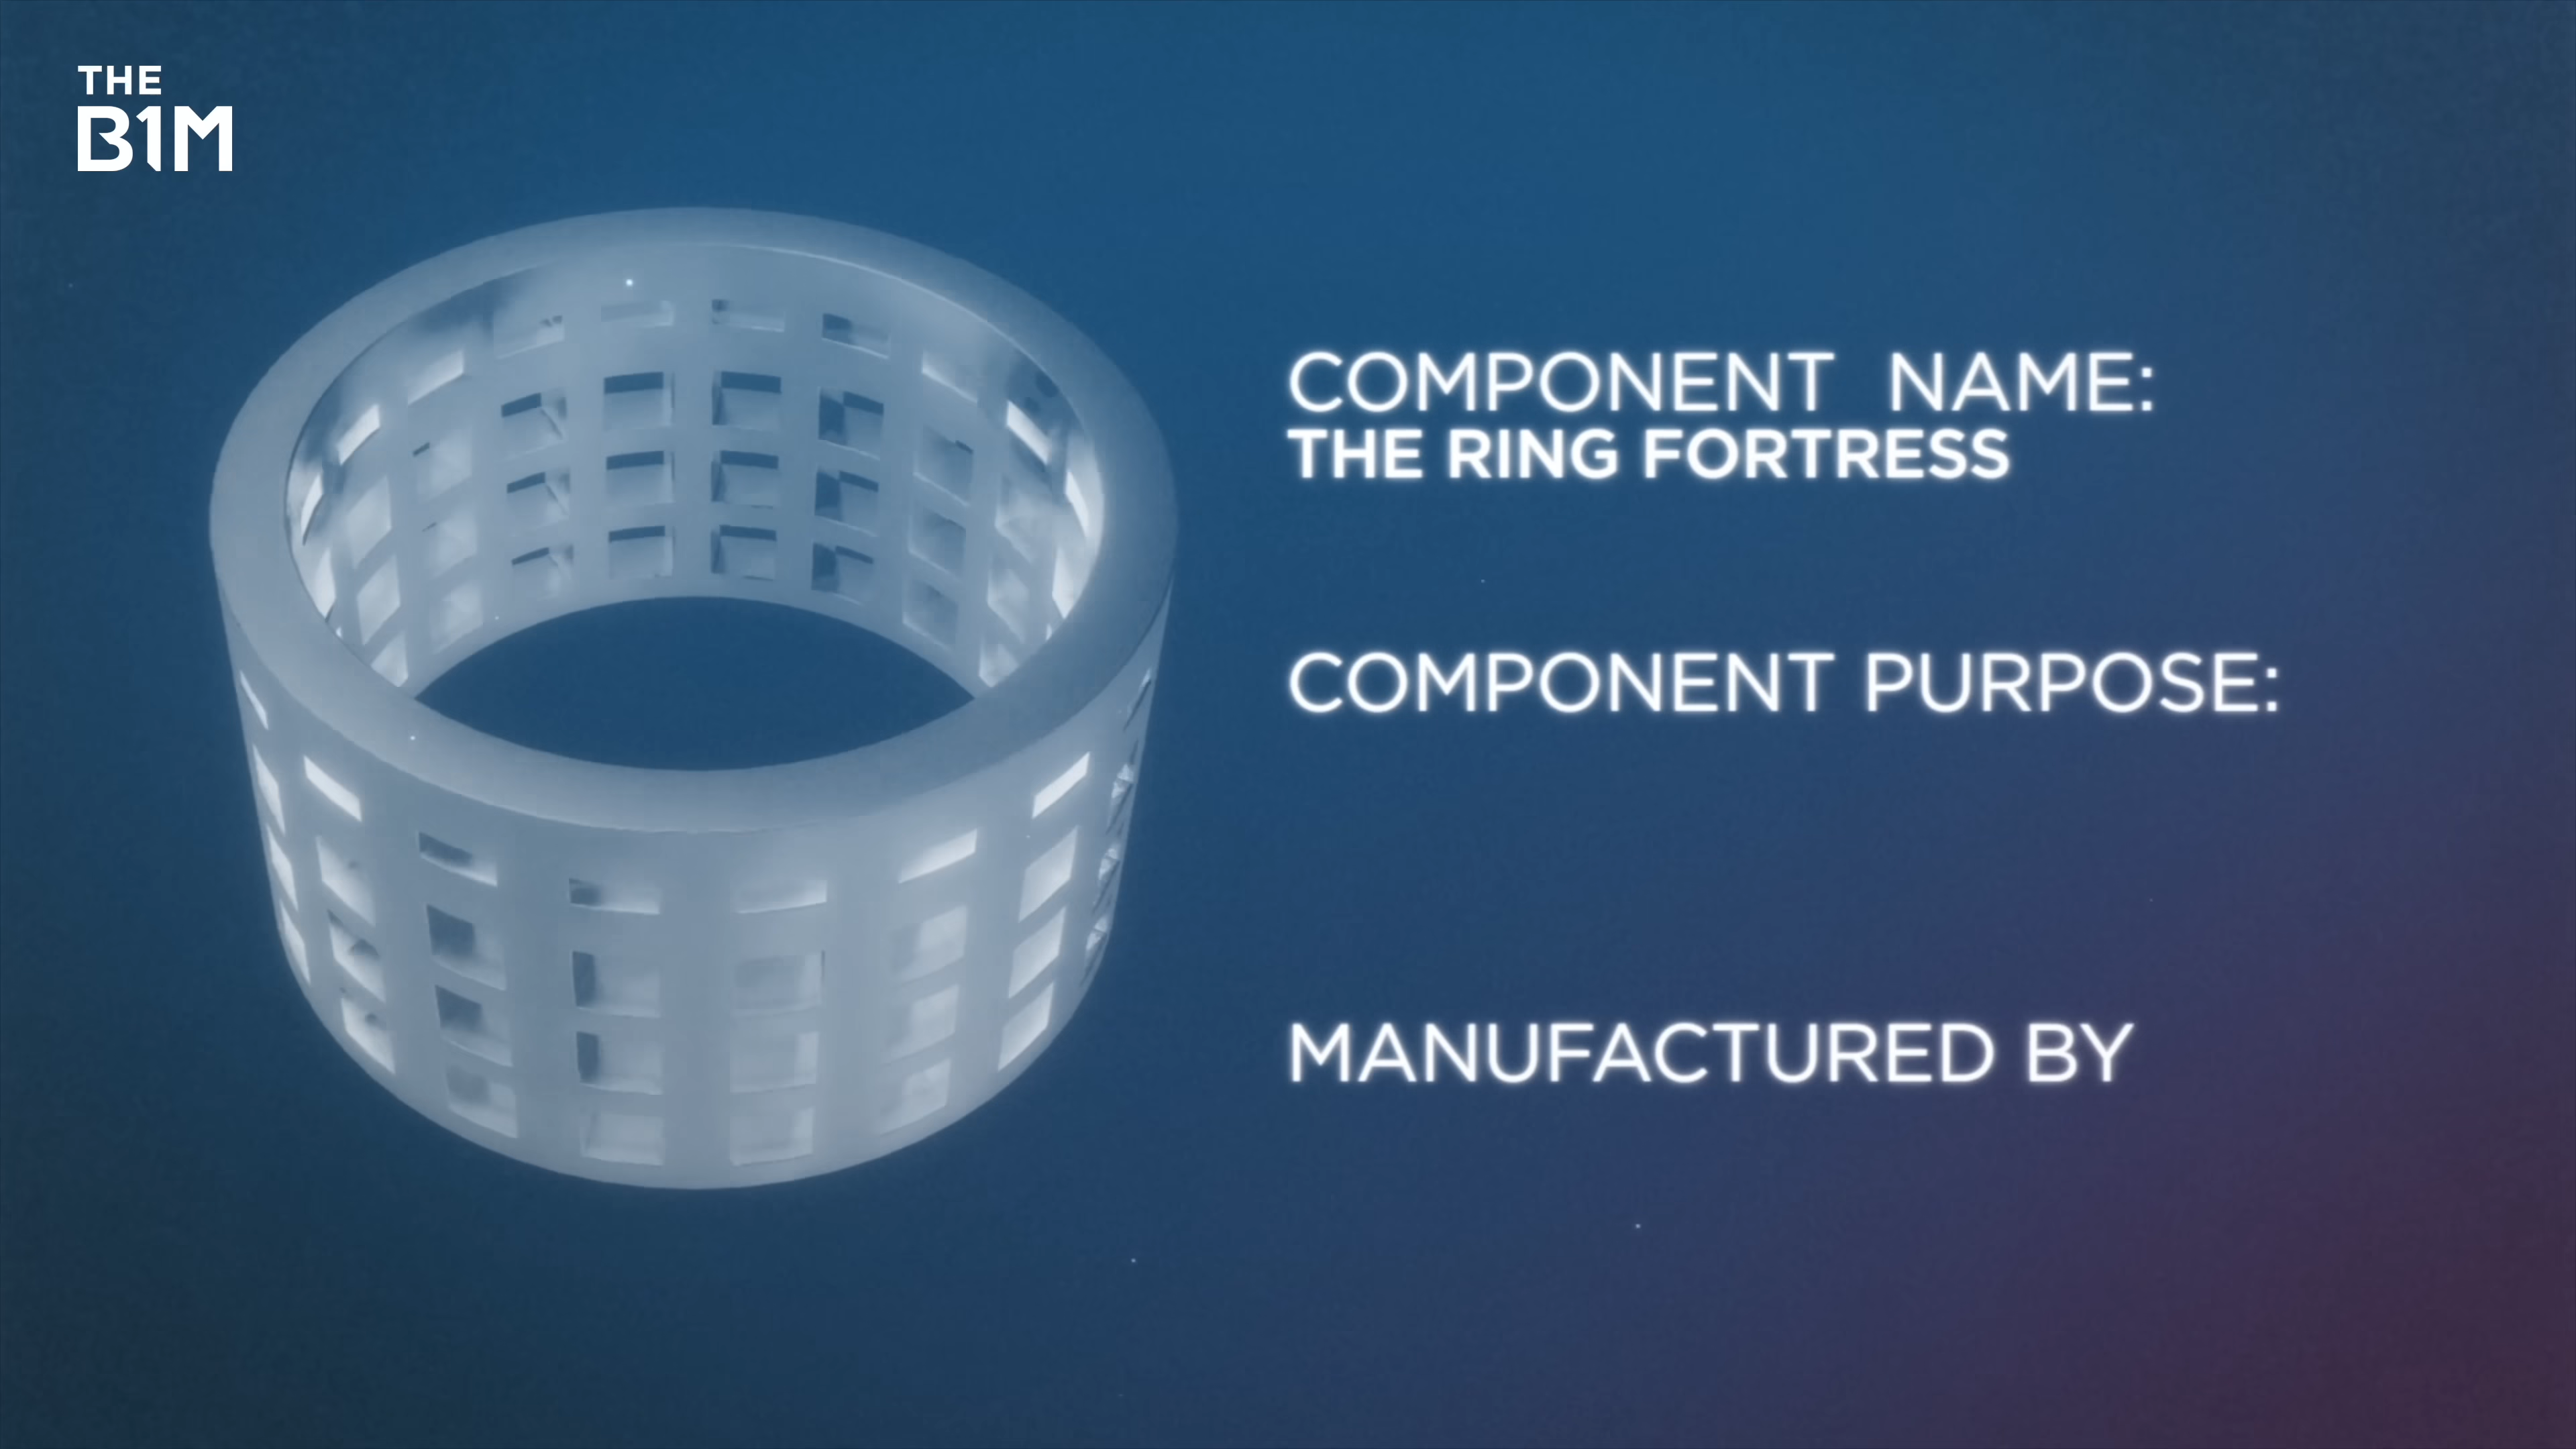 THE
B1M
COMPONENT NAME:
THE RING FORTRESS
COMPONENT PURPOSE:
MANUFACTURED BY